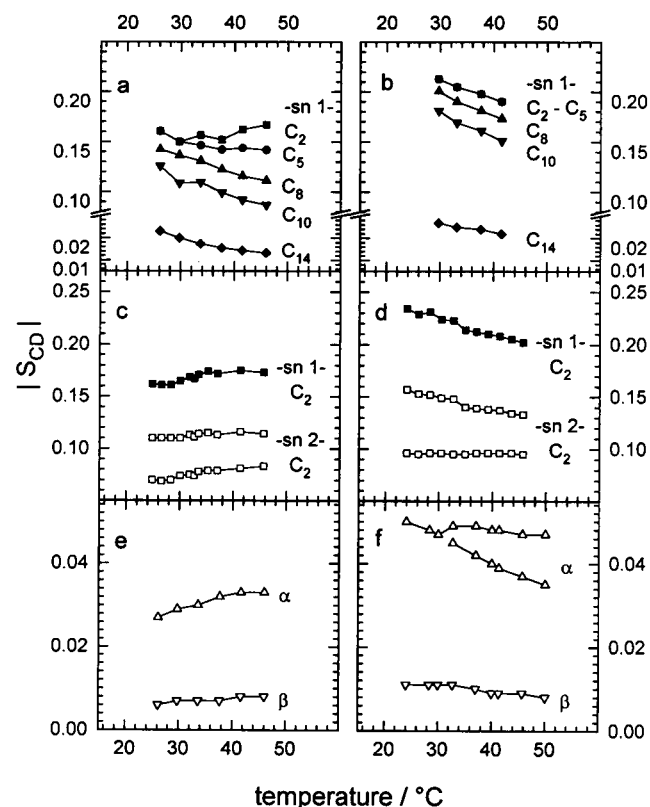 20 30 40 50 20 30 40 50
a b
-sn 1- -sn 1-
0.20 C₂ C₂ - C₅ 0.20
0.15 C₅ C₈ 0.15
C₈ C₁₀
0.10 C₁₀ 0.10
0.02 C₁₄ C₁₄ 0.02
0.01 0.01
0.25 c d 0.25
0.20 -sn 1- -sn 1- 0.20
C₂ C₂
0.15 0.15
-sn 2- -sn 2-
0.10 C₂ C₂ 0.10
| S_CD |
e f
0.04 α 0.04
α
0.02 0.02
β β
0.00 0.00
20 30 40 50 20 30 40 50
temperature / °C